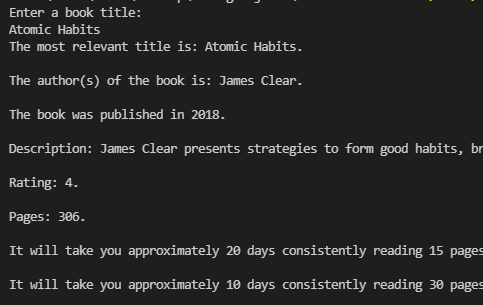 Enter a book title:
Atomic Habits
The most relevant title is: Atomic Habits.
The author(s) of the book is: James Clear.
The book was published in 2018.
Description: James Clear presents strategies to form good habits,
Rating: 4.
Pages: 306.
It will take you approximately 20 days consistently reading 15 pages
It will take you approximately 10 days consistently reading 30 pages